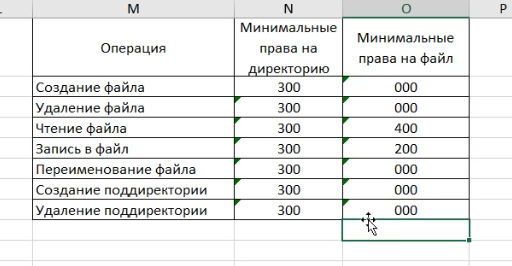 M N O P
Операция Минимальные права на директорию Минимальные права на файл
Создание файла 300 000
Удаление файла 300 000
Чтение файла 300 400
Запись в файл 300 200
Переименование файла 300 000
Создание поддиректории 300 000
Удаление поддиректории 300 000